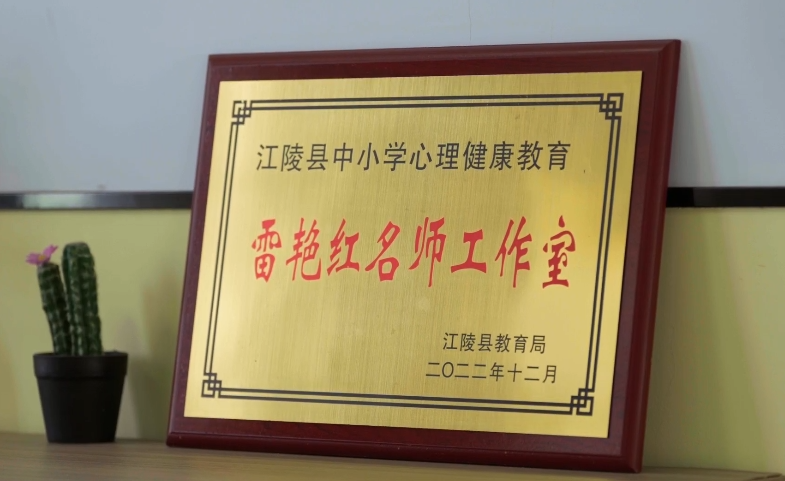 江陵县中小学心理健康教育
雷艳红名师工作室
江陵县教育局
二〇二二年十二月